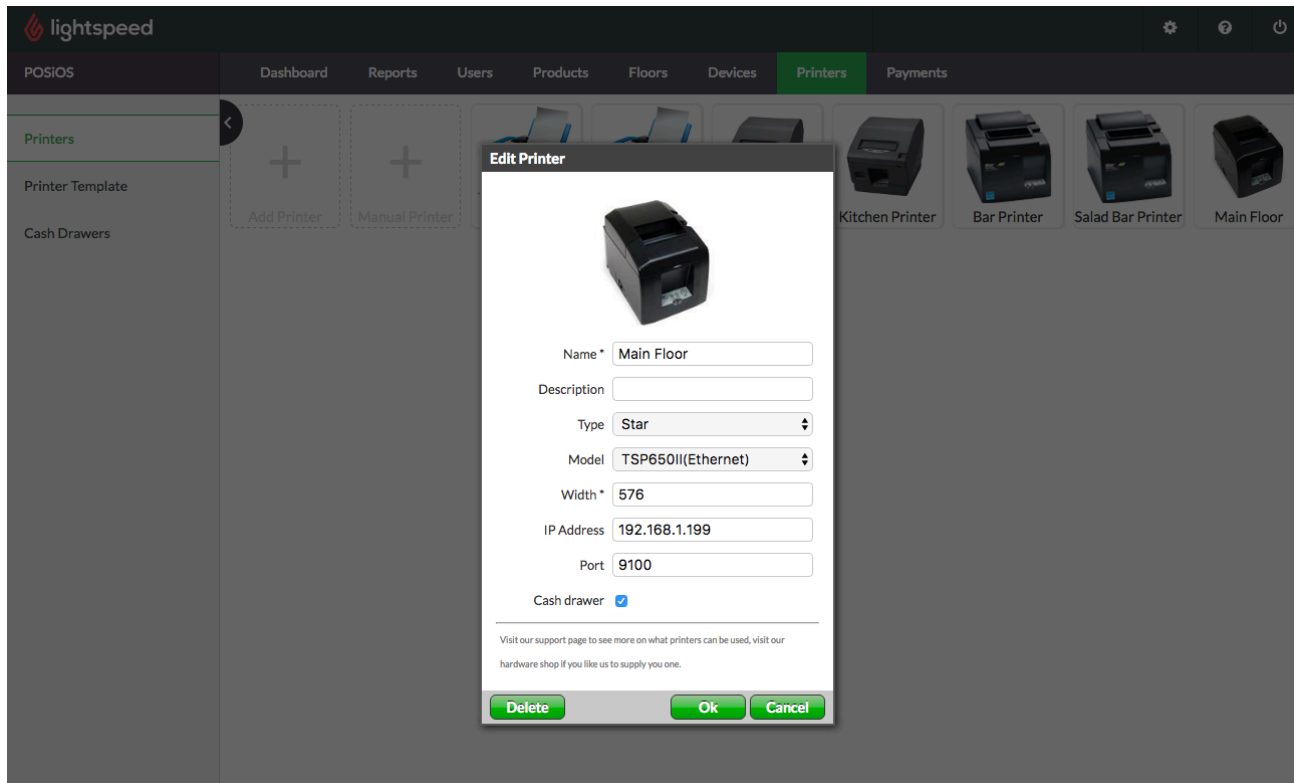 lightspeed
POSiOS
Dashboard Reports Users Products Floors Devices Printers Payments
Printers
Printer Template
Cash Drawers
Add Printer Manual Printer Kitchen Printer Bar Printer Salad Bar Printer Main Floor
Edit Printer
Name * Main Floor
Description
Type Star
Model TSP650II(Ethernet)
Width * 576
IP Address 192.168.1.199
Port 9100
Cash drawer
Visit our support page to see more on what printers can be used, visit our
hardware shop if you like us to supply you one.
Delete Ok Cancel